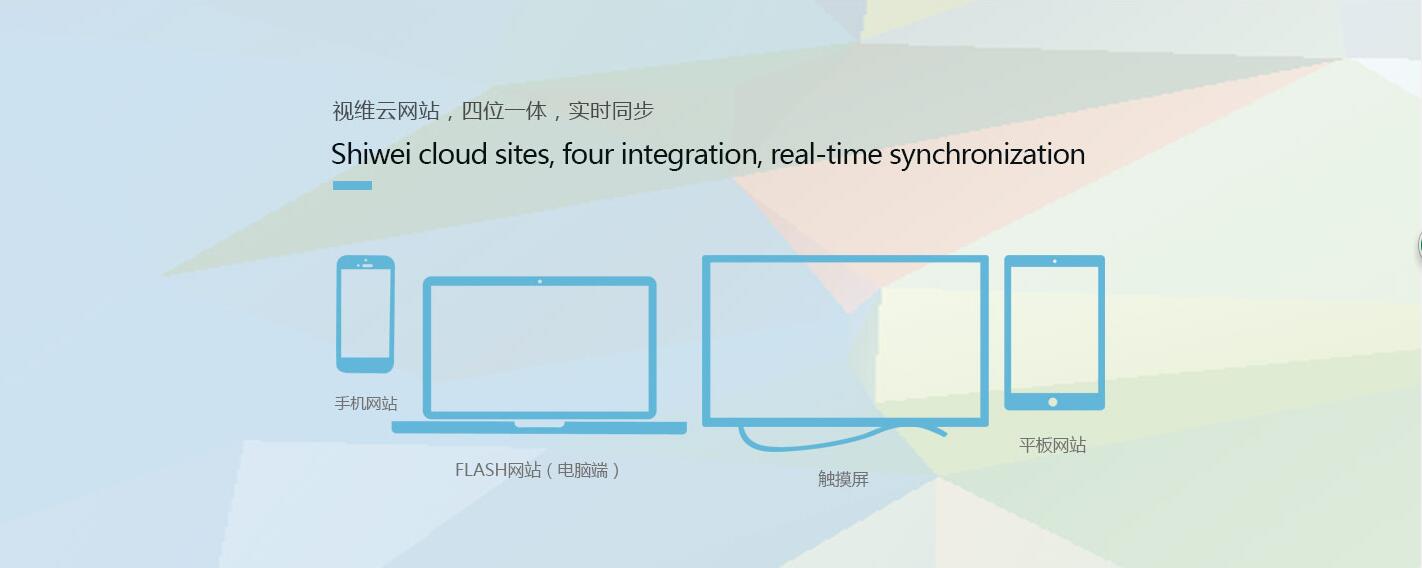 视维云网站，四位一体，实时同步
Shiwei cloud sites, four integration, real-time synchronization
手机网站
FLASH网站（电脑端）
触摸屏
平板网站